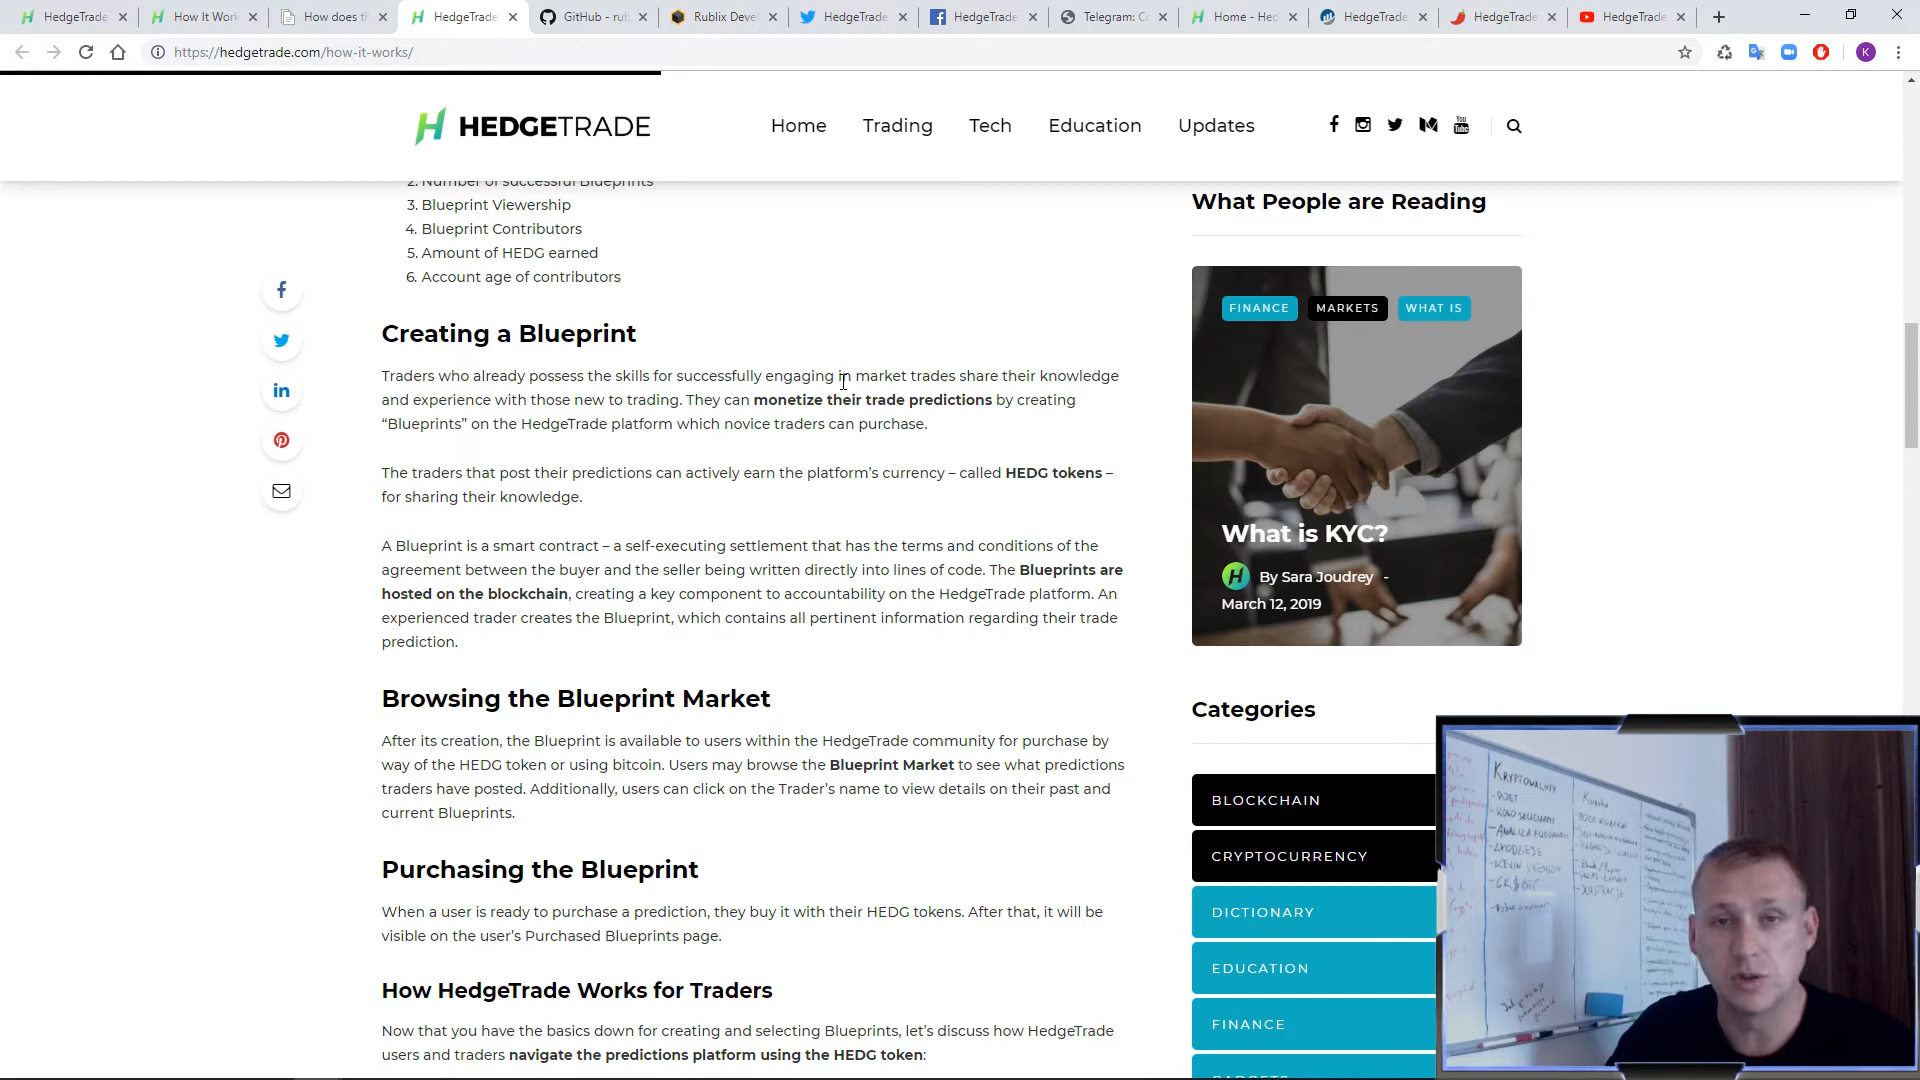 HedgeTrade
How It Work
How does th
HedgeTrade
GitHub - rub
Rublix Deve
HedgeTrade
HedgeTrade
Telegram: Co
Home - Hed
HedgeTrade
HedgeTrade
HedgeTrade
https://hedgetrade.com/how-it-works/
K
HEDGETRADE
Home
Trading
Tech
Education
Updates
You
Tube
2. Number of successful Blueprints
3. Blueprint Viewership
4. Blueprint Contributors
5. Amount of HEDG earned
6. Account age of contributors
Creating a Blueprint
Traders who already possess the skills for successfully engaging in market trades share their knowledge
and experience with those new to trading. They can monetize their trade predictions by creating
“Blueprints” on the HedgeTrade platform which novice traders can purchase.
The traders that post their predictions can actively earn the platform’s currency – called HEDG tokens –
for sharing their knowledge.
A Blueprint is a smart contract – a self-executing settlement that has the terms and conditions of the
agreement between the buyer and the seller being written directly into lines of code. The Blueprints are
hosted on the blockchain, creating a key component to accountability on the HedgeTrade platform. An
experienced trader creates the Blueprint, which contains all pertinent information regarding their trade
prediction.
Browsing the Blueprint Market
After its creation, the Blueprint is available to users within the HedgeTrade community for purchase by
way of the HEDG token or using bitcoin. Users may browse the Blueprint Market to see what predictions
traders have posted. Additionally, users can click on the Trader’s name to view details on their past and
current Blueprints.
Purchasing the Blueprint
When a user is ready to purchase a prediction, they buy it with their HEDG tokens. After that, it will be
visible on the user’s Purchased Blueprints page.
How HedgeTrade Works for Traders
Now that you have the basics down for creating and selecting Blueprints, let’s discuss how HedgeTrade
users and traders navigate the predictions platform using the HEDG token:
What People are Reading
FINANCE
MARKETS
WHAT IS
What is KYC?
By Sara Joudrey -
March 12, 2019
Categories
BLOCKCHAIN
CRYPTOCURRENCY
DICTIONARY
EDUCATION
FINANCE
GADGETS
KRYPTOWALUTY